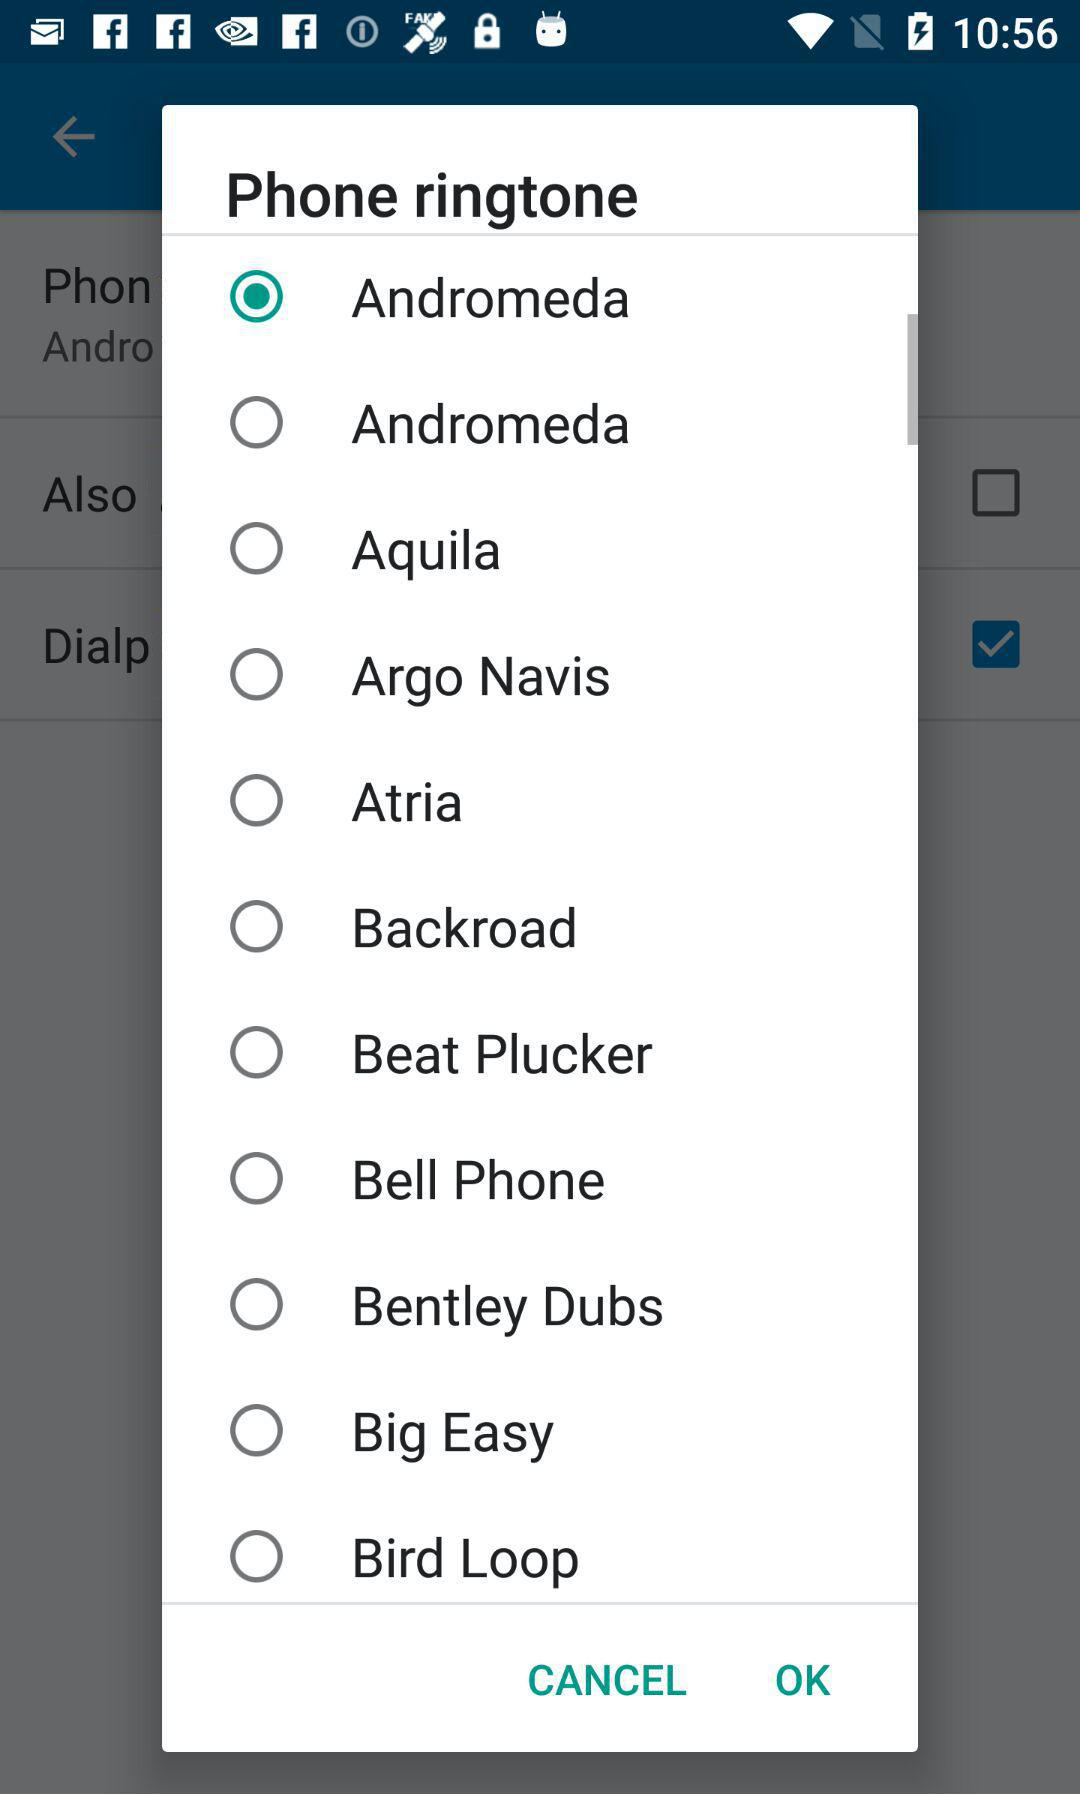 FAKE
10:56
Phone ringtone
Andromeda
Phon
Andro
Andromeda
Also
Aquila
Dialp
Argo Navis
Atria
Backroad
Beat Plucker
Bell Phone
Bentley Dubs
Big Easy
Bird Loop
CANCEL
OK